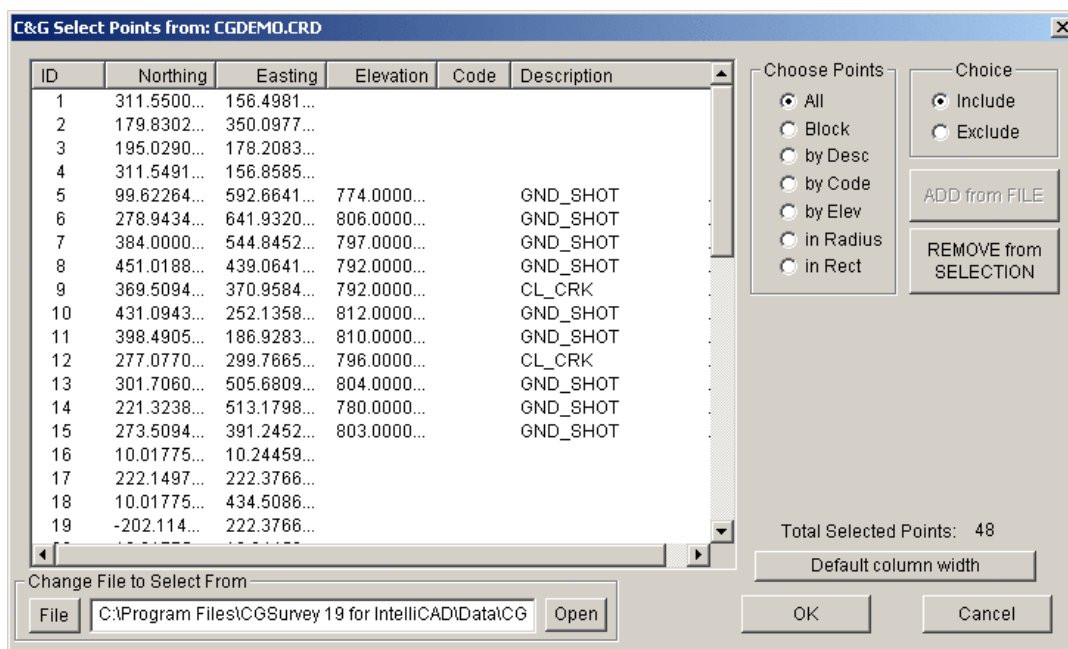 C&G Select Points from: CGDEMO.CRD
ID Northing Easting Elevation Code Description
1 311.5500... 156.4981...
2 179.8302... 350.0977...
3 195.0290... 178.2083...
4 311.5491... 156.8585...
5 99.62264... 592.6641... 774.0000... GND_SHOT
6 278.9434... 641.9320... 806.0000... GND_SHOT
7 384.0000... 544.8452... 797.0000... GND_SHOT
8 451.0188... 439.0641... 792.0000... GND_SHOT
9 369.5094... 370.9584... 792.0000... CL_CRK
10 431.0943... 252.1358... 812.0000... GND_SHOT
11 398.4905... 186.9283... 810.0000... GND_SHOT
12 277.0770... 299.7665... 796.0000... CL_CRK
13 301.7060... 505.6809... 804.0000... GND_SHOT
14 221.3238... 513.1798... 780.0000... GND_SHOT
15 273.5094... 391.2452... 803.0000... GND_SHOT
16 10.01775... 10.24459...
17 222.1497... 222.3766...
18 10.01775... 434.5086...
19 -202.114... 222.3766...
Choose Points
All
Block
by Desc
by Code
by Elev
in Radius
in Rect
Choice
Include
Exclude
ADD from FILE
REMOVE from
SELECTION
Total Selected Points: 48
Default column width
Change File to Select From
File C:\Program Files\CGSurvey 19 for IntelliCAD\Data\CG Open
OK Cancel